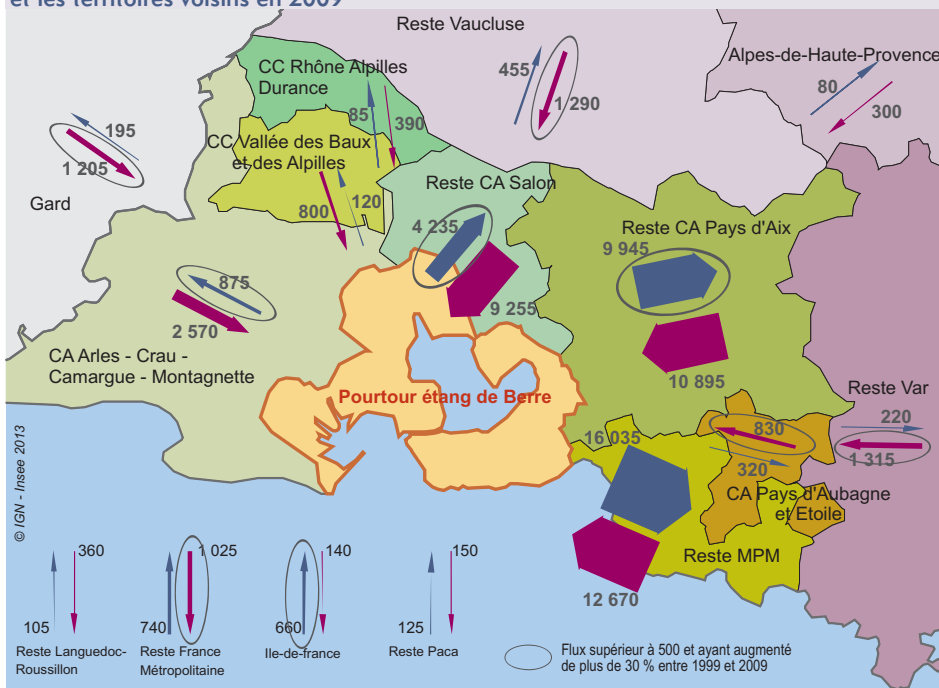 et les territoires voisins en 2009
Reste Vaucluse
Alpes-de-Haute-Provence
CC Rhône Alpilles
Durance
455
1 290
80
300
195
1 205
85
390
CC Vallée des Baux
et des Alpilles
Gard
800
120
Reste CA Salon
4 235
9 255
Reste CA Pays d'Aix
9 945
10 895
875
2 570
CA Arles - Crau -
Camargue - Montagnette
Pourtour étang de Berre
Reste Var
220
1 315
830
320
16 035
12 670
CA Pays d'Aubagne
et Etoile
Reste MPM
© IGN - Insee 2013
360
105
Reste Languedoc-
Roussillon
1 025
740
Reste France
Métropolitaine
140
660
Ile-de-france
150
125
Reste Paca
Flux supérieur à 500 et ayant augmenté
de plus de 30 % entre 1999 et 2009